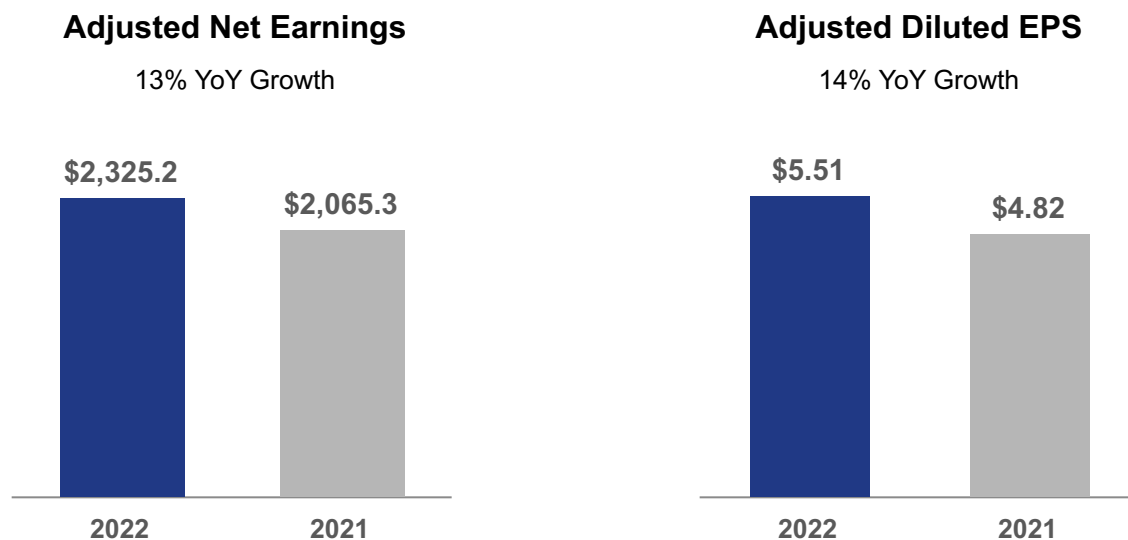 Adjusted Net Earnings
13% YoY Growth
$2,325.2
$2,065.3
2022
2021
Adjusted Diluted EPS
14% YoY Growth
$5.51
$4.82
2022
2021